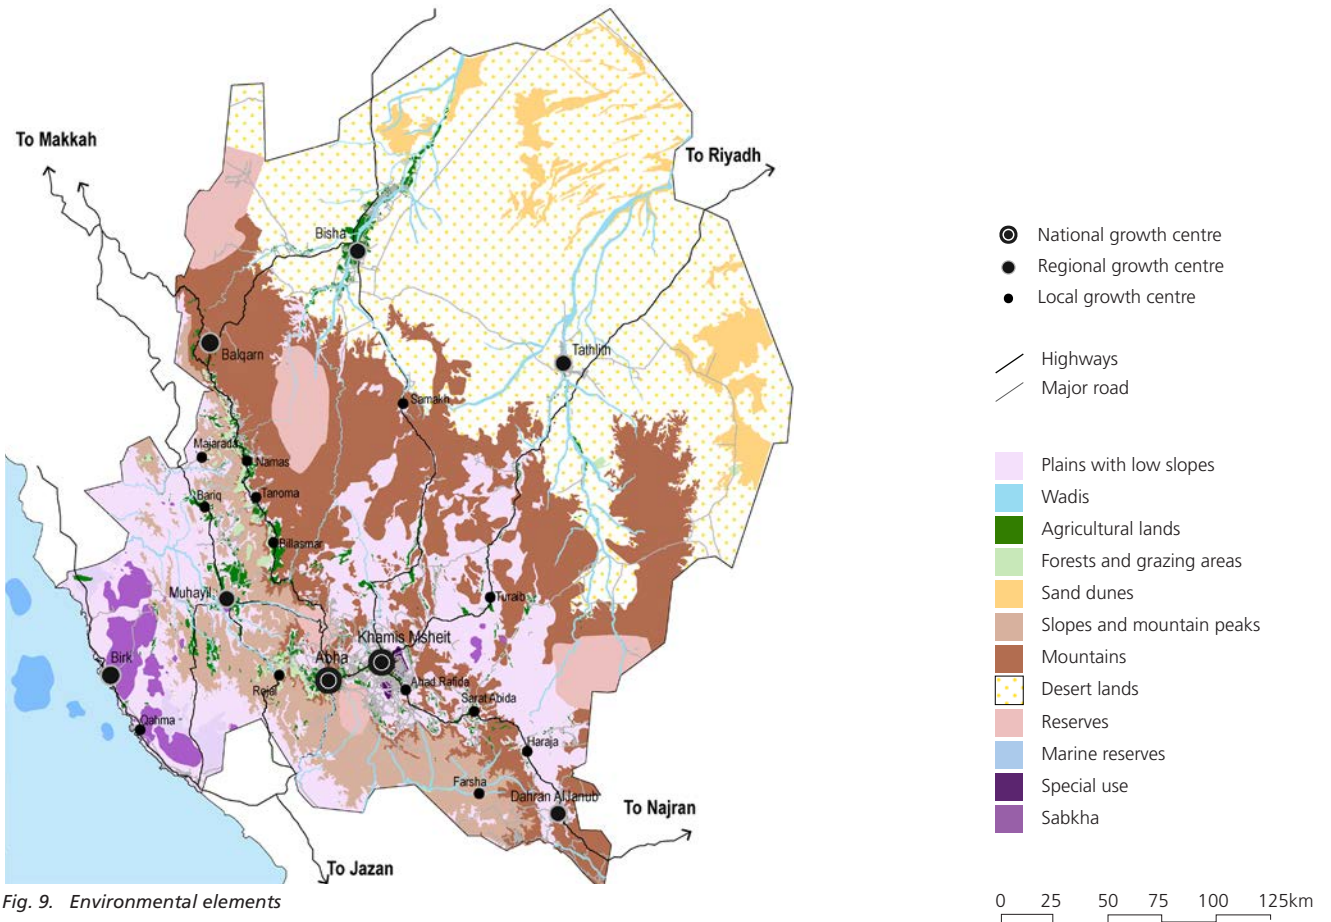 To Makkah
To Riyadh
Bisha
Balqarn
Tathlith
Samakh
Majarada
Namas
Bariq
Tanoma
Billasmar
Muhayil
Turaib
Khamis Msheit
Abha
Birk
Rojal
Ahad Rafida
Sarat Abida
Qahma
Haraja
Farsha
Dahran AlJanub
To Najran
To Jazan
National growth centre
Regional growth centre
Local growth centre
Highways
Major road
Plains with low slopes
Wadis
Agricultural lands
Forests and grazing areas
Sand dunes
Slopes and mountain peaks
Mountains
Desert lands
Reserves
Marine reserves
Special use
Sabkha
0 25 50 75 100 125km
Fig. 9. Environmental elements